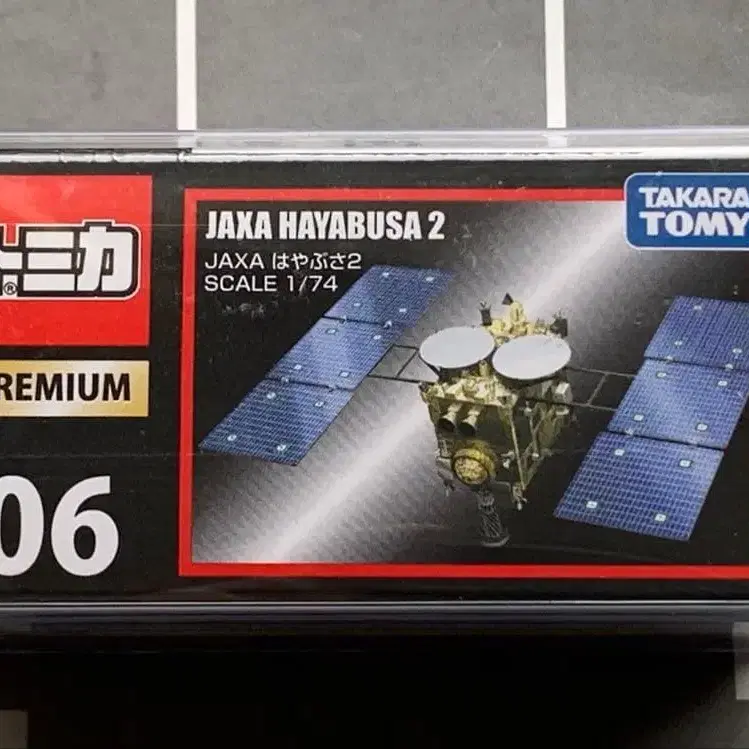 トミカ
®
REMIUM
06
JAXA HAYABUSA 2
JAXA はやぶさ2
SCALE 1/74
TAKARA
TOMY